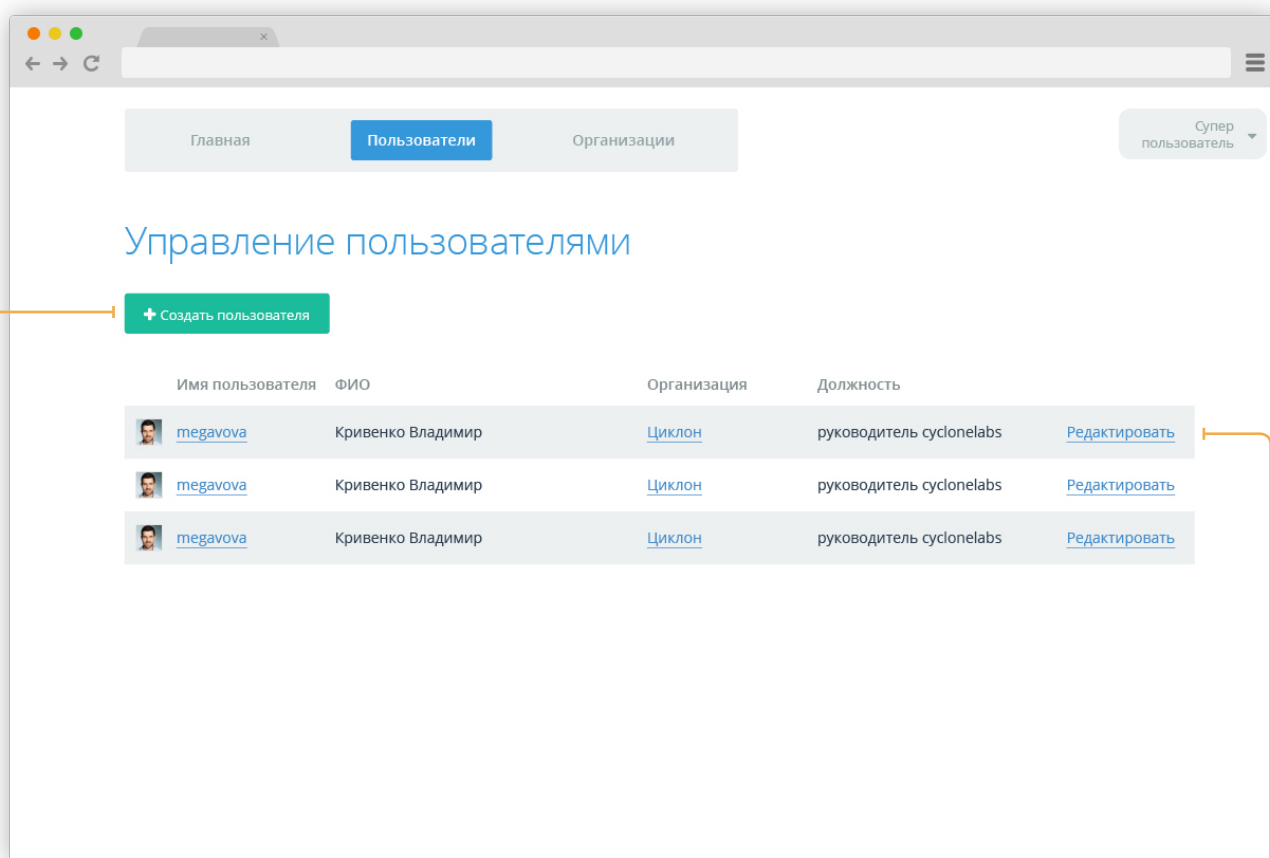 Главная Пользователи Организации
Супер
пользователь
Управление пользователями
Создать пользователя
Имя пользователя ФИО Организация Должность
megavova Кривенко Владимир Циклон руководитель cyclonelabs Редактировать
megavova Кривенко Владимир Циклон руководитель cyclonelabs Редактировать
megavova Кривенко Владимир Циклон руководитель cyclonelabs Редактировать